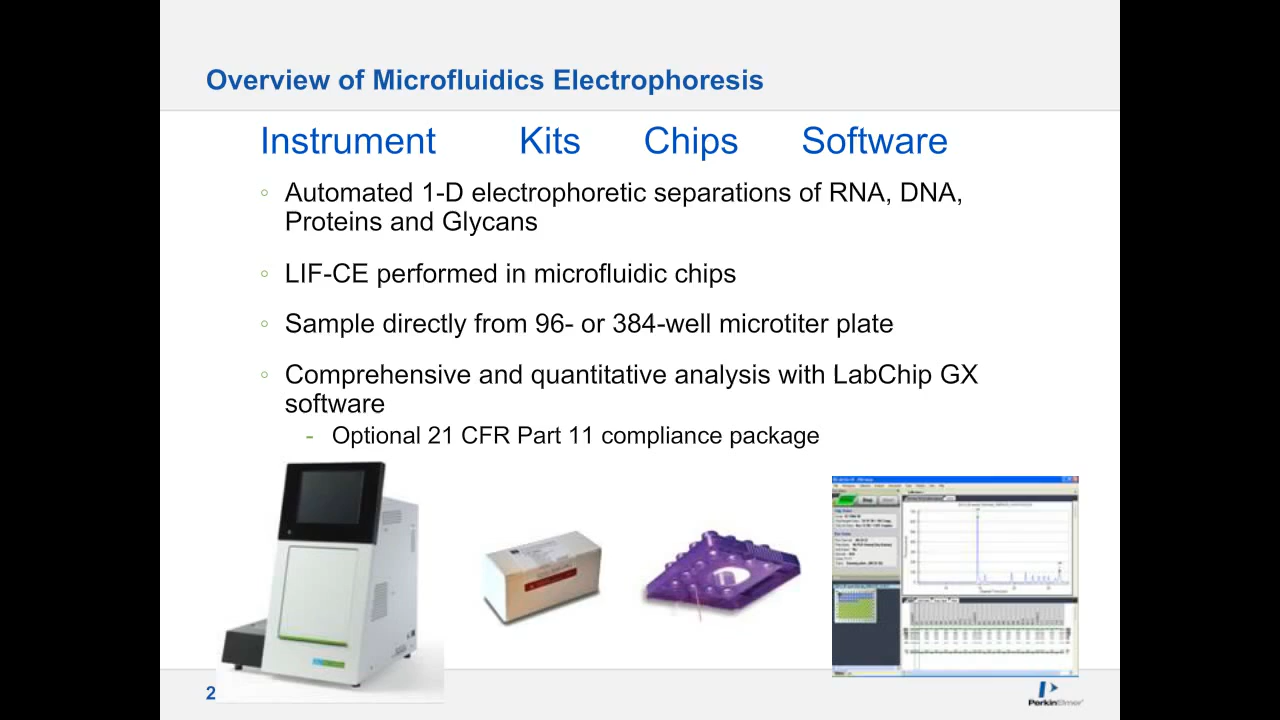 Overview of Microfluidics Electrophoresis
Instrument Kits Chips Software
Automated 1-D electrophoretic separations of RNA, DNA,
Proteins and Glycans
LIF-CE performed in microfluidic chips
Sample directly from 96- or 384-well microtiter plate
Comprehensive and quantitative analysis with LabChip GX
software
- Optional 21 CFR Part 11 compliance package
2
PerkinElmer